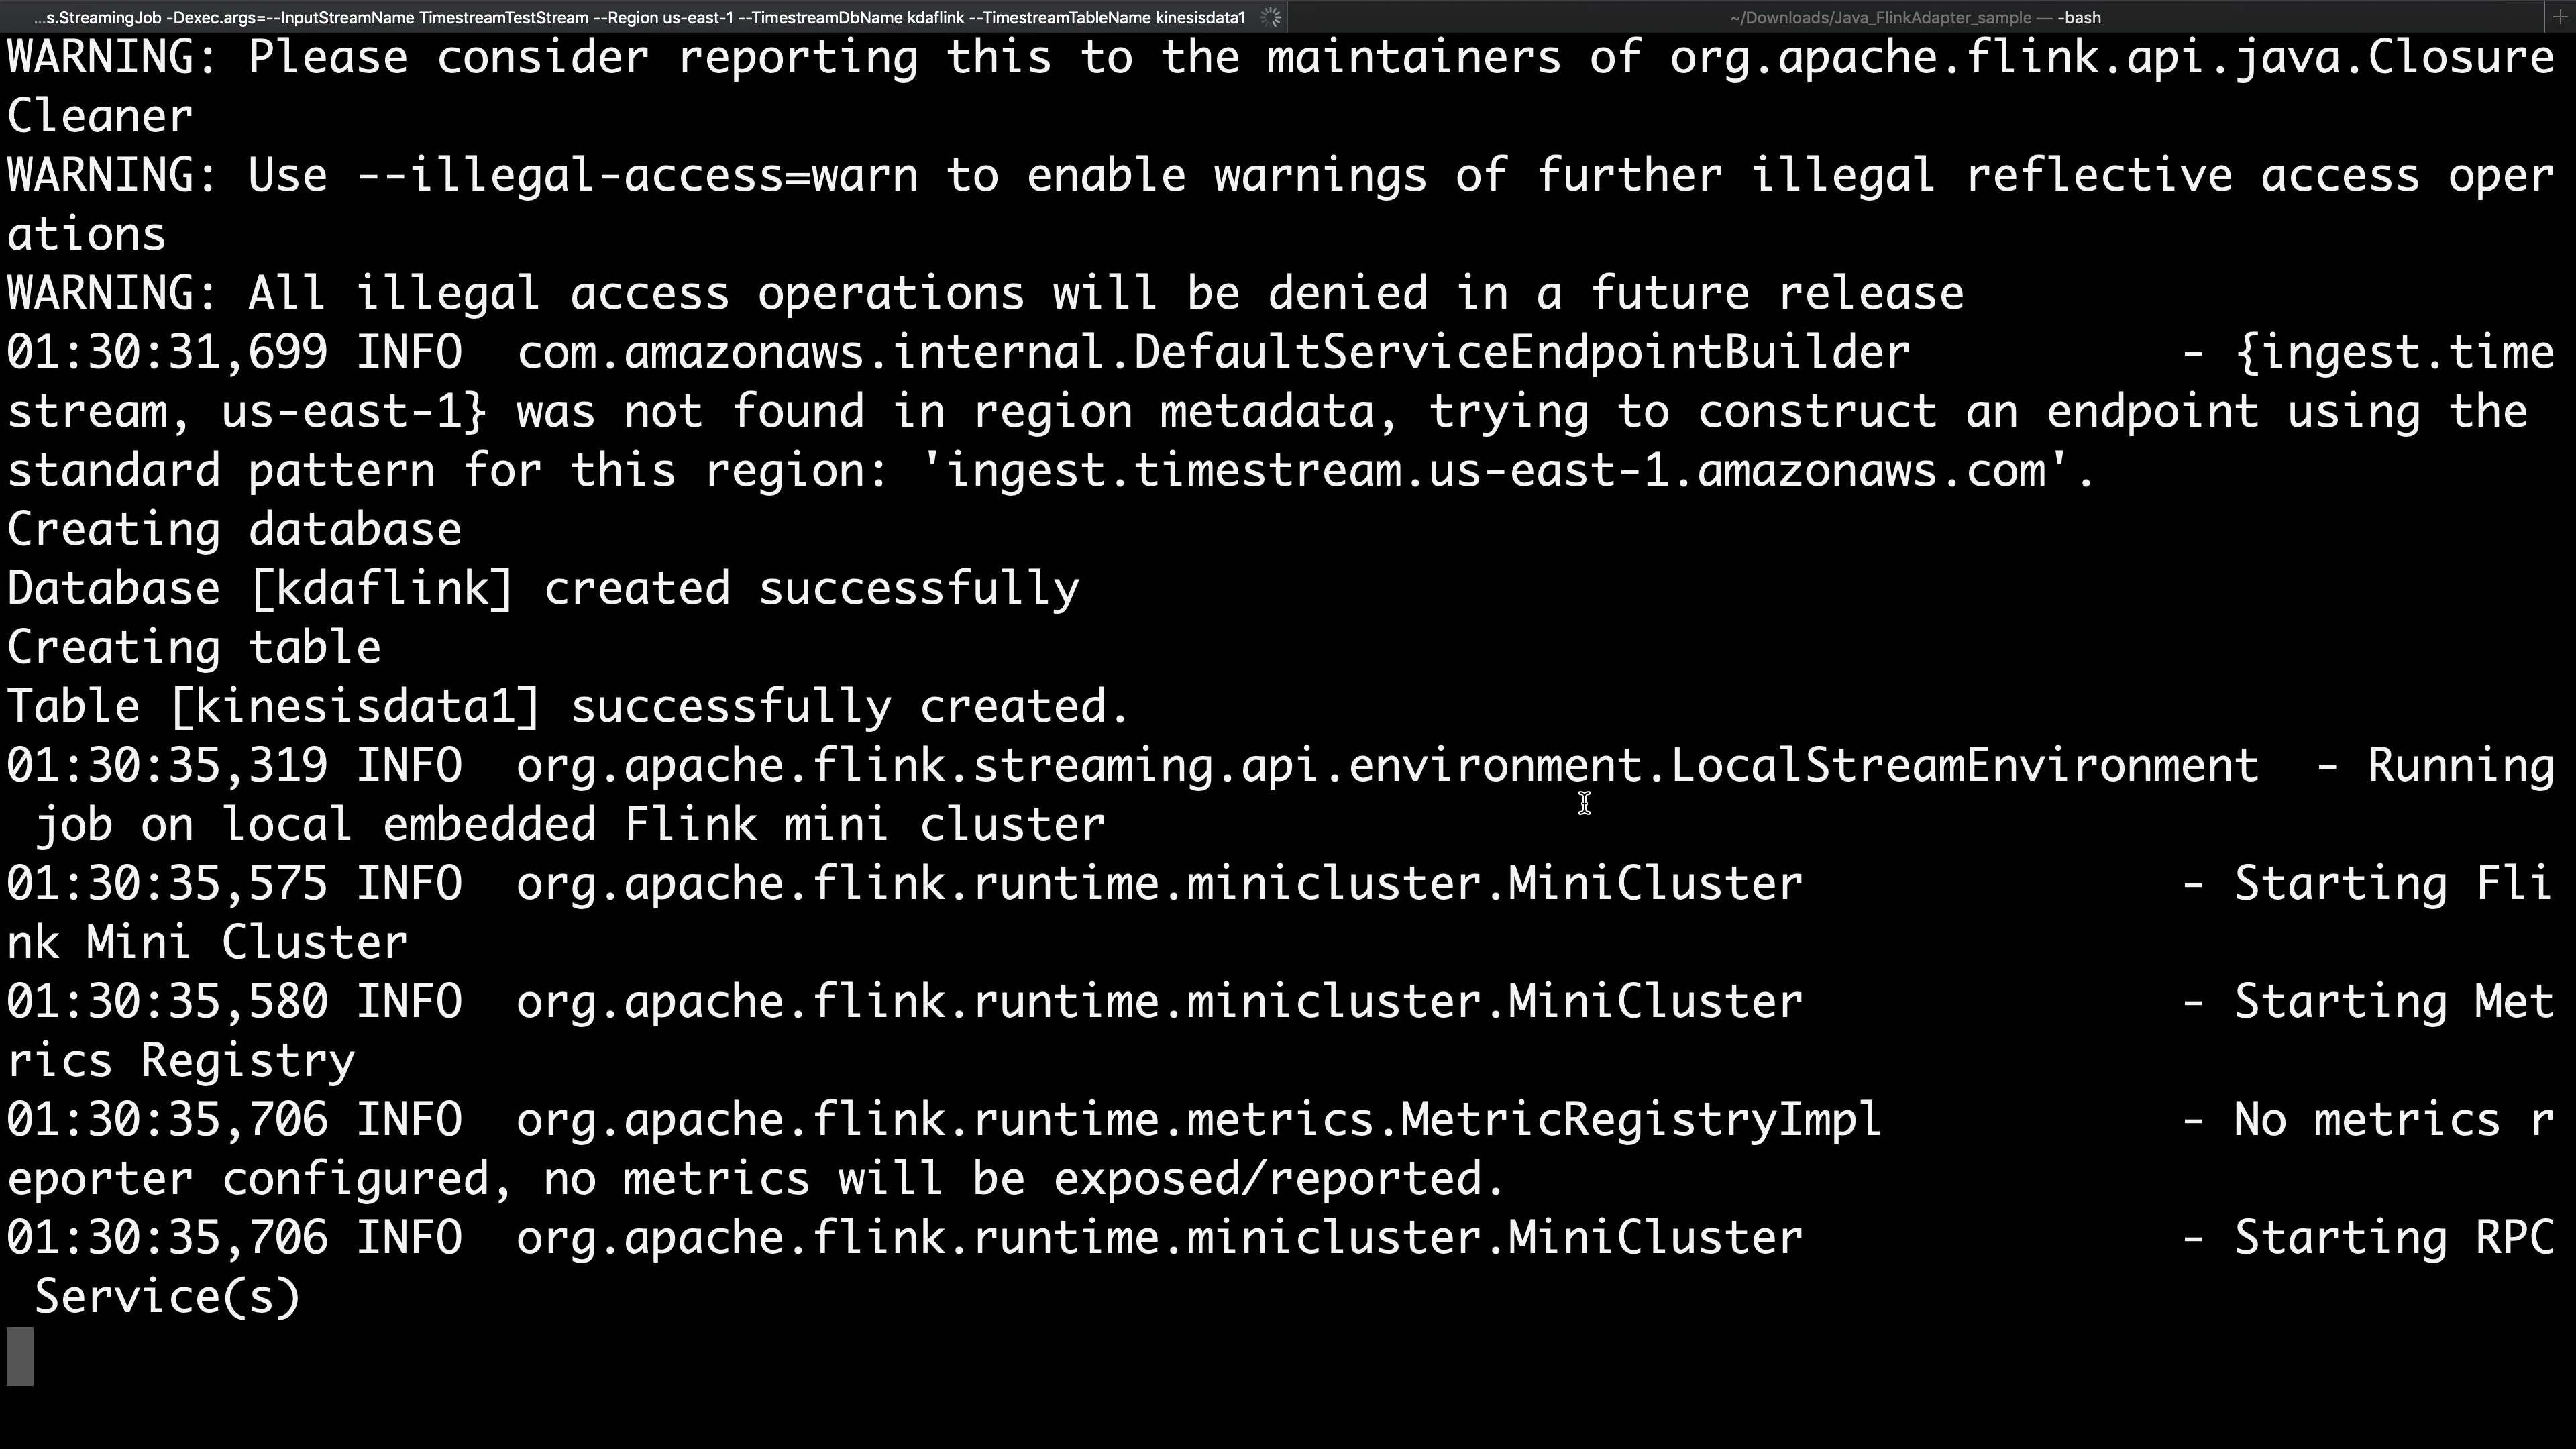 ...s.StreamingJob -Dexec.args=--InputStreamName TimestreamTestStream --Region us-east-1 --TimestreamDbName kdaflink --TimestreamTableName kinesisdata1
~/Downloads/Java_FlinkAdapter_sample — -bash
WARNING: Please consider reporting this to the maintainers of org.apache.flink.api.java.Closure
Cleaner
WARNING: Use --illegal-access=warn to enable warnings of further illegal reflective access oper
ations
WARNING: All illegal access operations will be denied in a future release
01:30:31,699 INFO  com.amazonaws.internal.DefaultServiceEndpointBuilder          - {ingest.time
stream, us-east-1} was not found in region metadata, trying to construct an endpoint using the
standard pattern for this region: 'ingest.timestream.us-east-1.amazonaws.com'.
Creating database
Database [kdaflink] created successfully
Creating table
Table [kinesisdata1] successfully created.
01:30:35,319 INFO  org.apache.flink.streaming.api.environment.LocalStreamEnvironment  - Running
 job on local embedded Flink mini cluster
01:30:35,575 INFO  org.apache.flink.runtime.minicluster.MiniCluster              - Starting Fli
nk Mini Cluster
01:30:35,580 INFO  org.apache.flink.runtime.minicluster.MiniCluster              - Starting Met
rics Registry
01:30:35,706 INFO  org.apache.flink.runtime.metrics.MetricRegistryImpl           - No metrics r
eporter configured, no metrics will be exposed/reported.
01:30:35,706 INFO  org.apache.flink.runtime.minicluster.MiniCluster              - Starting RPC
 Service(s)